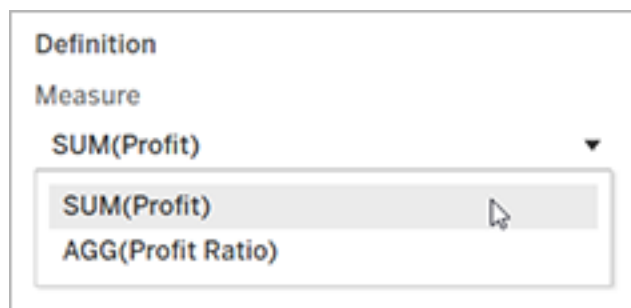 Definition
Measure
SUM(Profit)
SUM(Profit)
AGG(Profit Ratio)